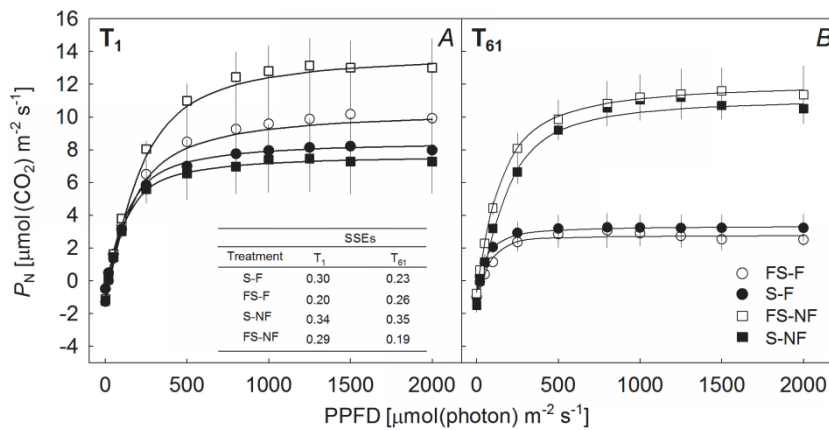 T₁ A
T₆₁ B
16
14
12
10
8
6
4
2
0
-2
-4
P_N [μmol(CO₂) m⁻² s⁻¹]
SSEs
Treatment T₁ T₆₁
S-F 0.30 0.23
FS-F 0.20 0.26
S-NF 0.34 0.35
FS-NF 0.29 0.19
FS-F
S-F
FS-NF
S-NF
0 500 1000 1500 2000 0 500 1000 1500 2000
PPFD [μmol(photon) m⁻² s⁻¹]